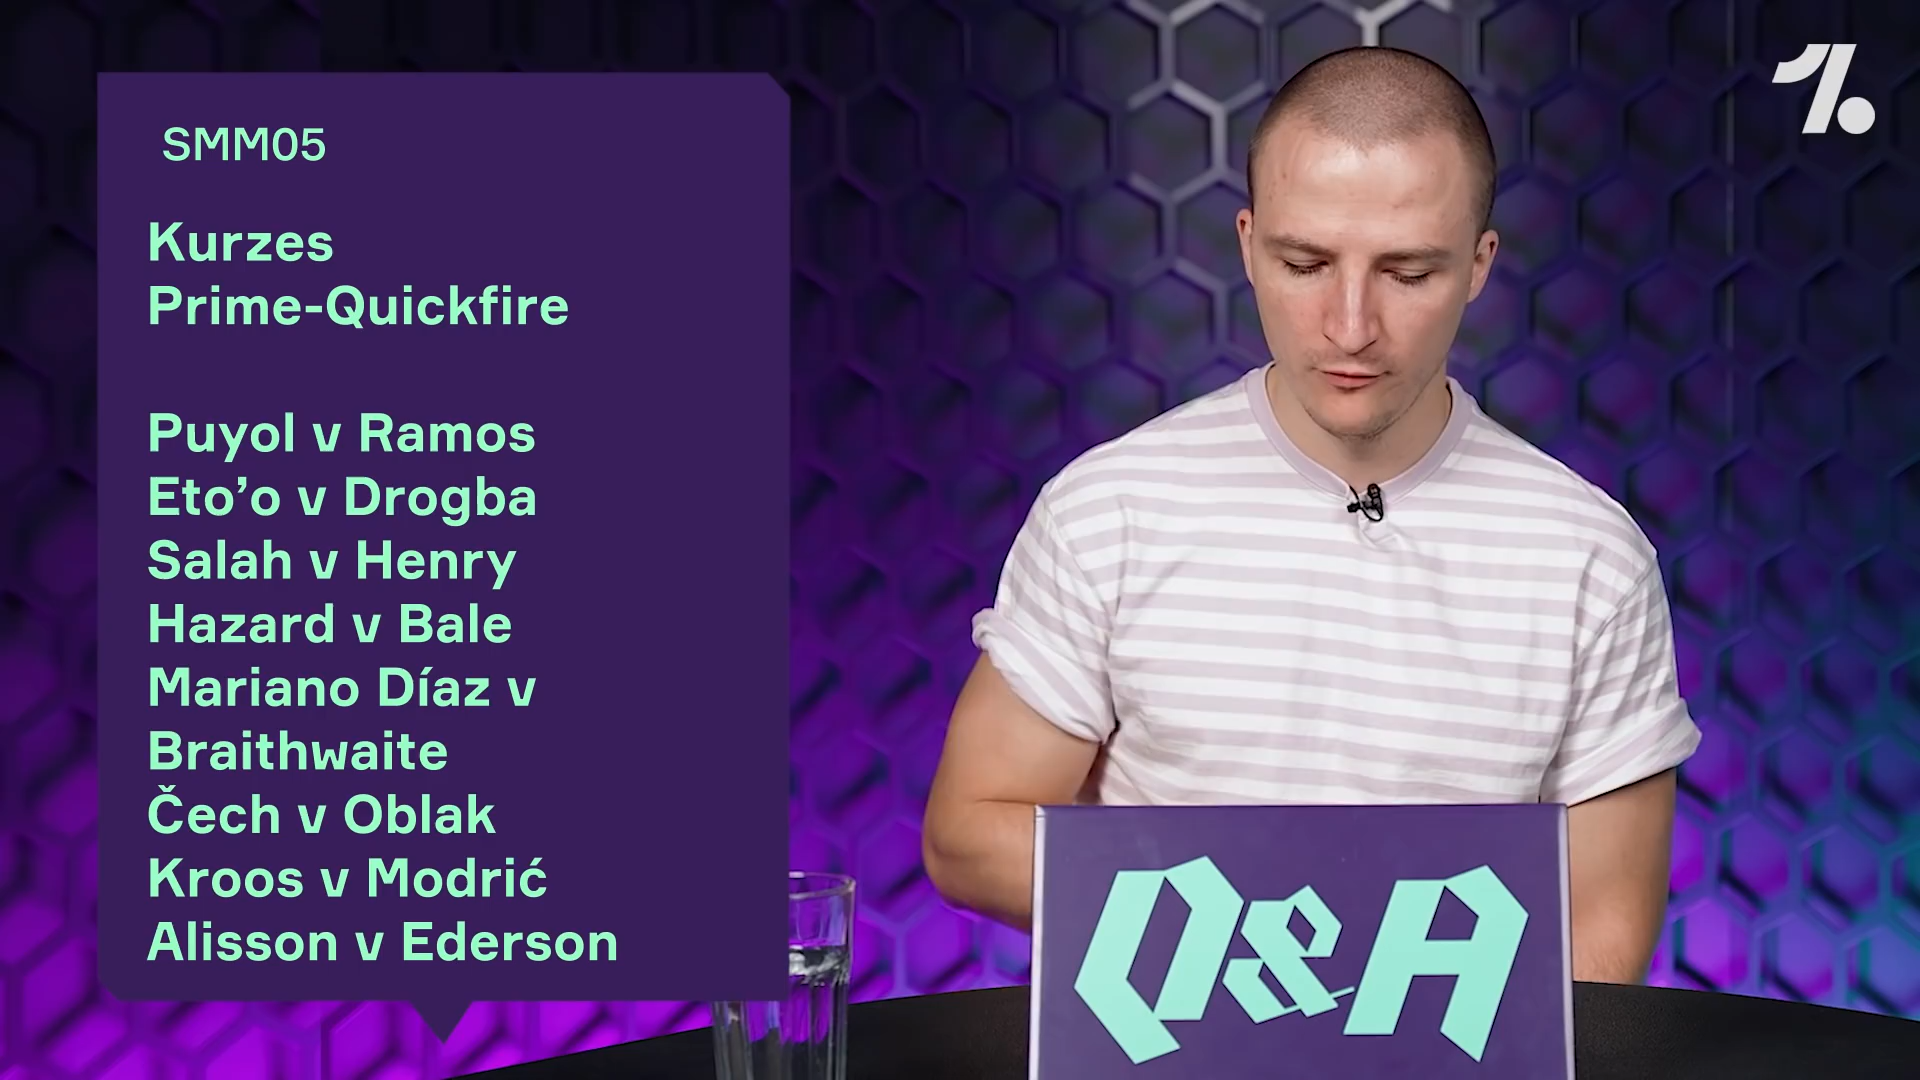 SMM05
Kurzes
Prime-Quickfire
Puyol v Ramos
Eto’o v Drogba
Salah v Henry
Hazard v Bale
Mariano Díaz v
Braithwaite
Čech v Oblak
Kroos v Modrić
Alisson v Ederson
Q&A